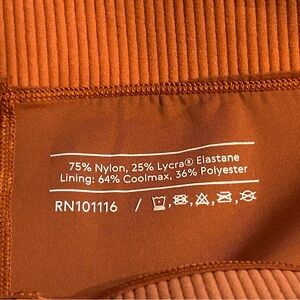 75% Nylon, 25% Lycra® Elastane
Lining: 64% Coolmax, 36% Polyester
RN101116 /